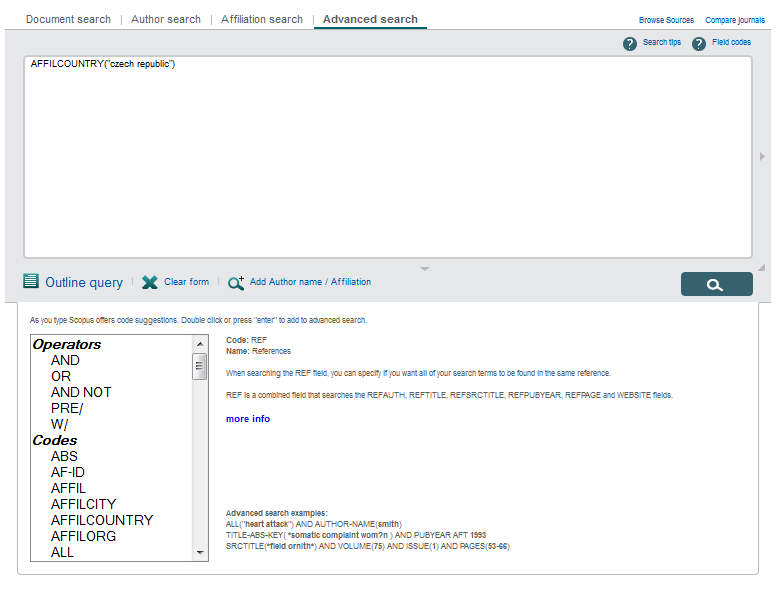 Document search | Author search | Affiliation search | Advanced search
Browse Sources Compare journals
? Search tips ? Field codes
AFFILCOUNTRY("czech republic")
Outline query | Clear form | Add Author name / Affiliation
As you type Scopus offers code suggestions. Double click or press "enter" to add to advanced search.
Operators
AND
OR
AND NOT
PRE/
W/
Codes
ABS
AF-ID
AFFIL
AFFILCITY
AFFILCOUNTRY
AFFILORG
ALL
Code: REF
Name: References
When searching the REF field, you can specify if you want all of your search terms to be found in the same reference.
REF is a combined field that searches the REFAUTH, REFTITLE, REFSRCTITLE, REFPUBYEAR, REFPAGE and WEBSITE fields.
more info
Advanced search examples:
ALL("heart attack") AND AUTHOR-NAME(smith)
TITLE-ABS-KEY( *somatic complaint wom?n ) AND PUBYEAR AFT 1993
SRCTITLE(*field ornith*) AND VOLUME(75) AND ISSUE(1) AND PAGES(53-66)